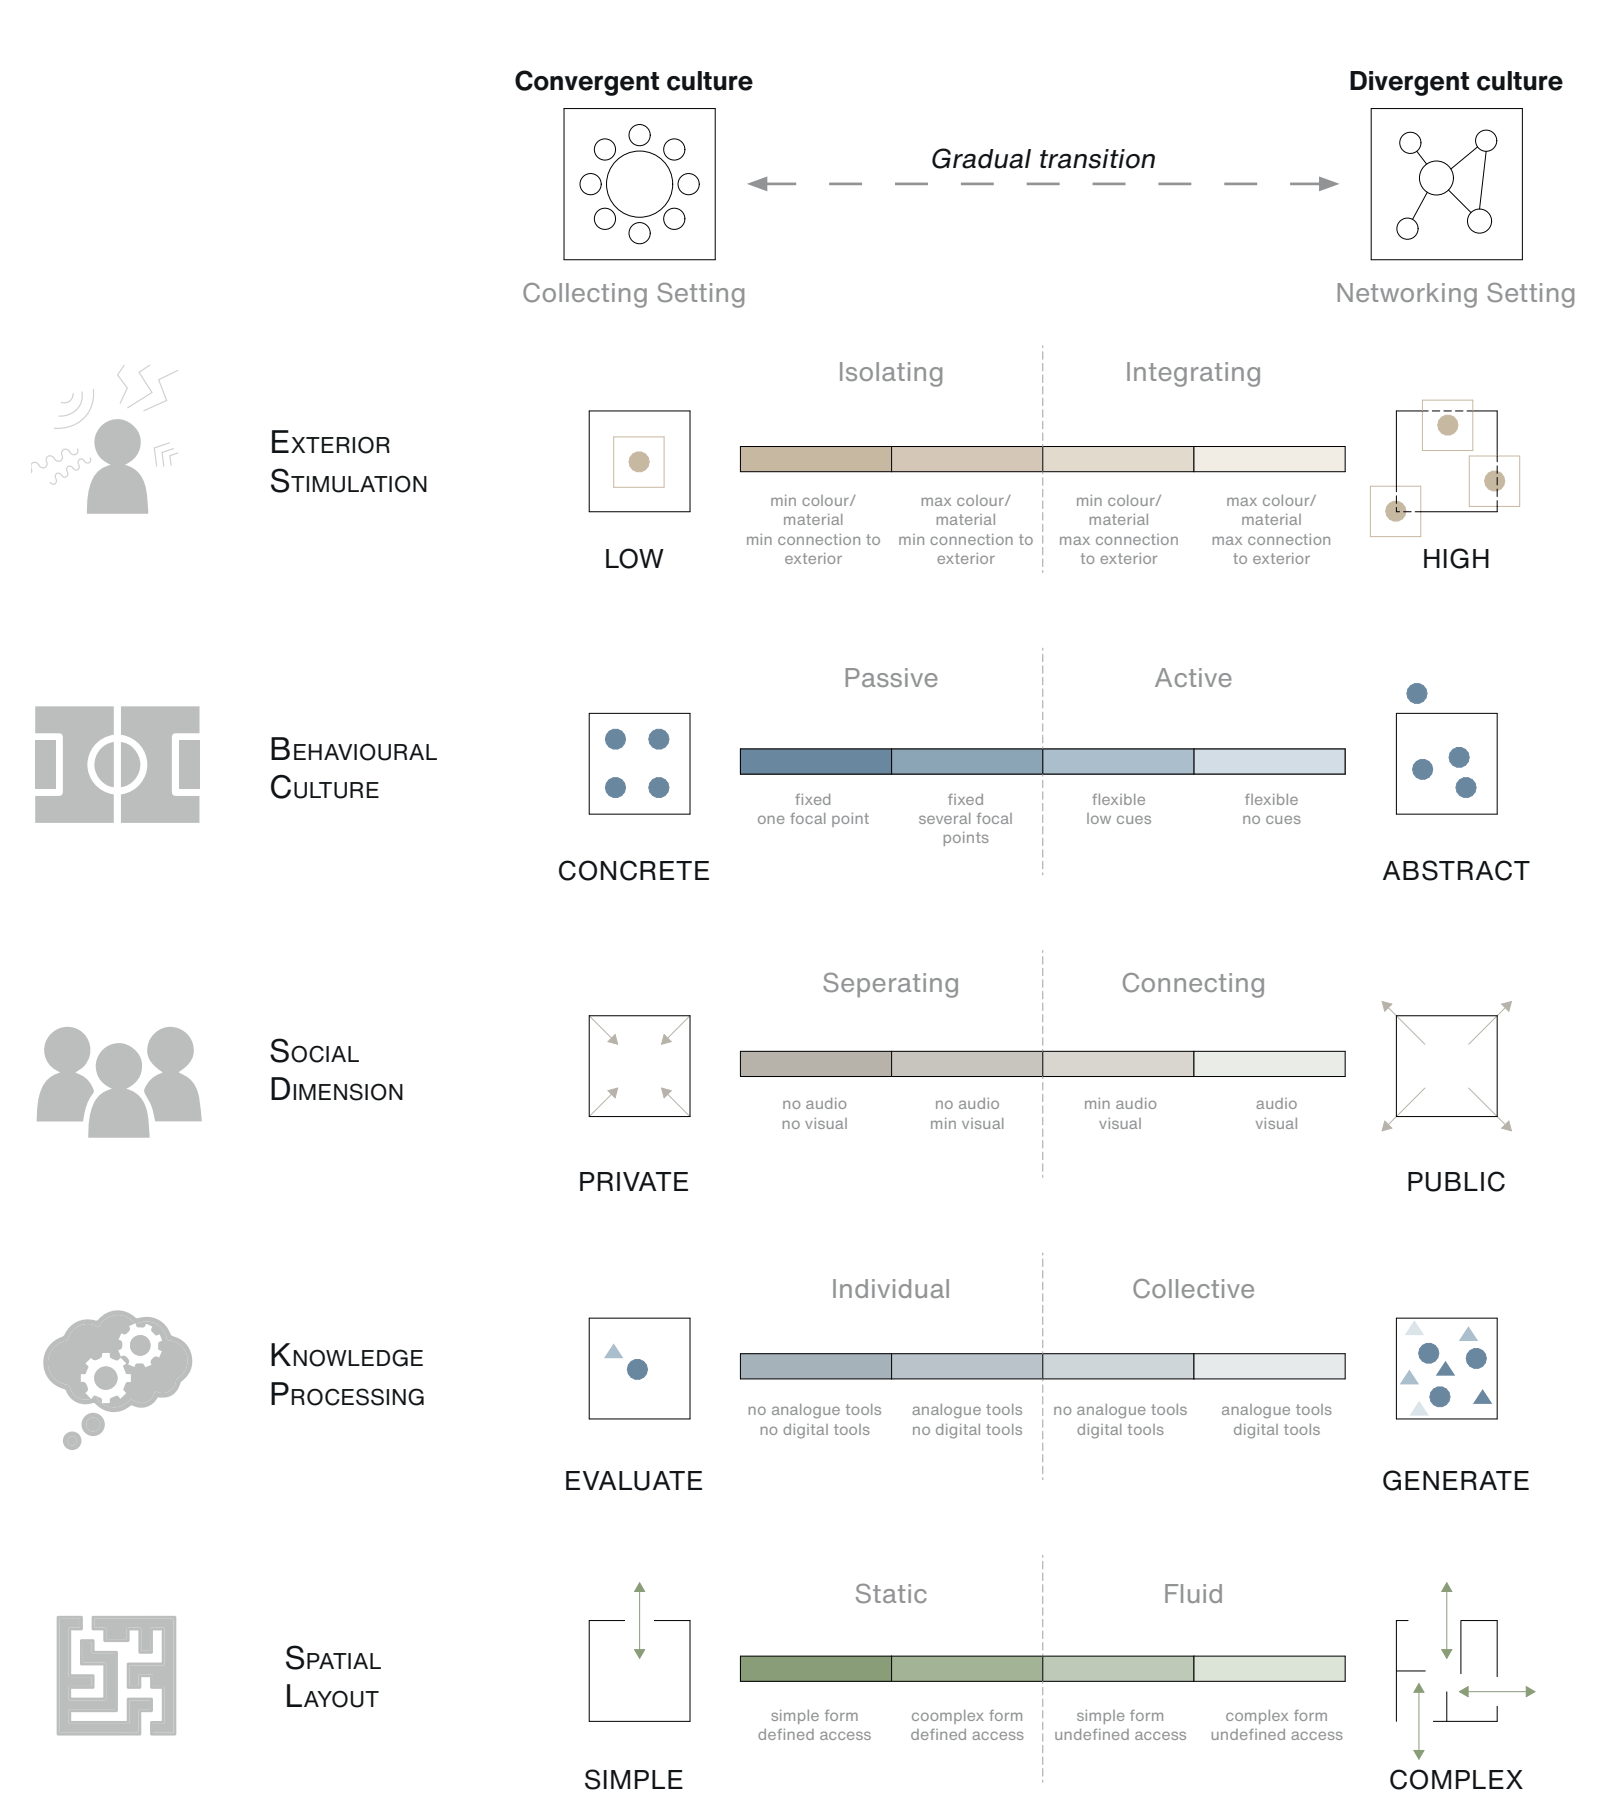 Convergent culture
Divergent culture
Gradual transition
Collecting Setting
Networking Setting
EXTERIOR
STIMULATION
Isolating
Integrating
min colour/
material
min connection to
exterior
max colour/
material
min connection to
exterior
min colour/
material
max connection
to exterior
max colour/
material
max connection
to exterior
LOW
HIGH
BEHAVIOURAL
CULTURE
Passive
Active
fixed
one focal point
fixed
several focal
points
flexible
low cues
flexible
no cues
CONCRETE
ABSTRACT
SOCIAL
DIMENSION
Seperating
Connecting
no audio
no visual
no audio
min visual
min audio
visual
audio
visual
PRIVATE
PUBLIC
KNOWLEDGE
PROCESSING
Individual
Collective
no analogue tools
no digital tools
analogue tools
no digital tools
no analogue tools
digital tools
analogue tools
digital tools
EVALUATE
GENERATE
SPATIAL
LAYOUT
Static
Fluid
simple form
defined access
coomplex form
defined access
simple form
undefined access
complex form
undefined access
SIMPLE
COMPLEX